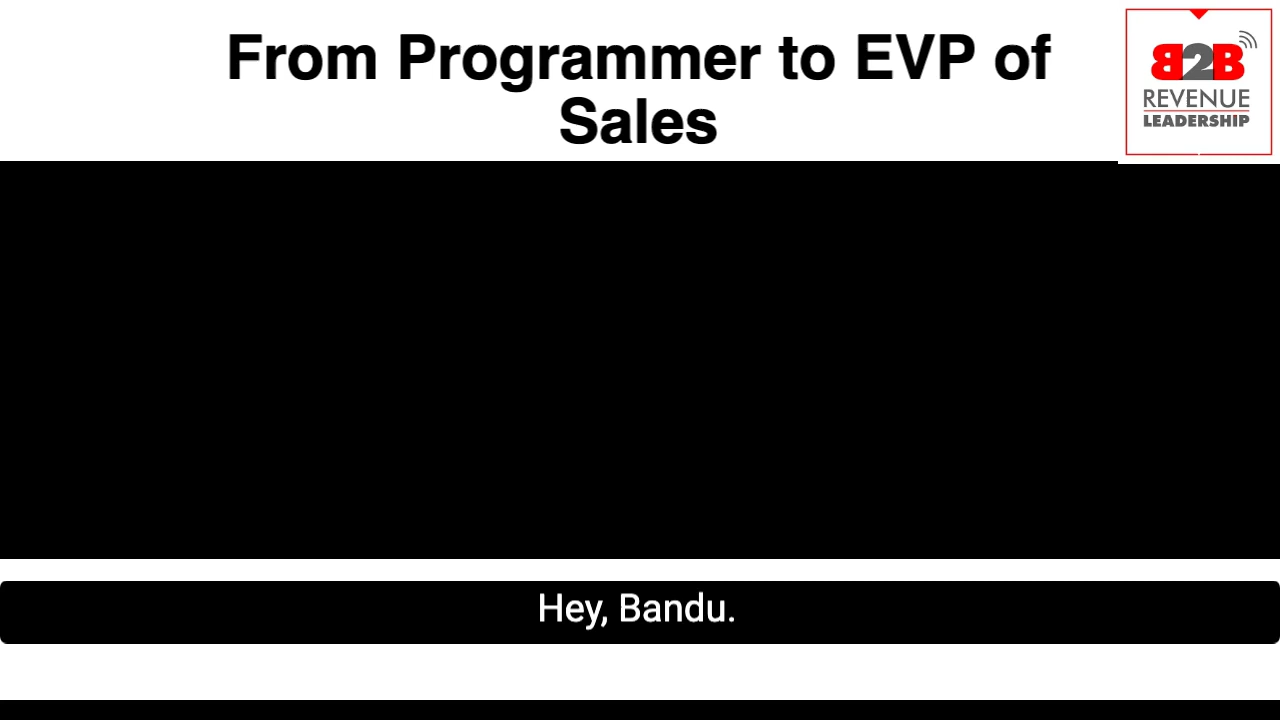 From Programmer to EVP of
Sales
B2B
REVENUE
LEADERSHIP
Hey, Bandu.